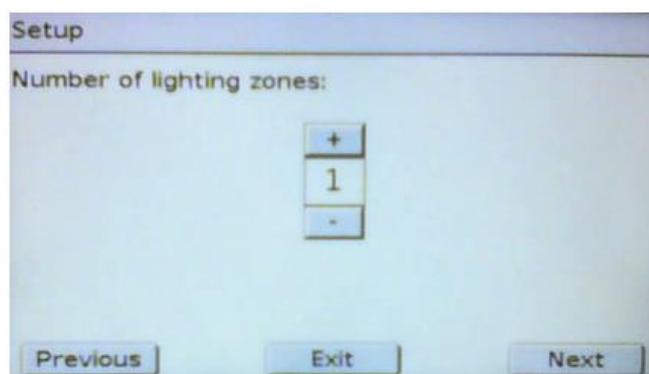 Setup
Number of lighting zones:
+
1
-
Previous Exit Next